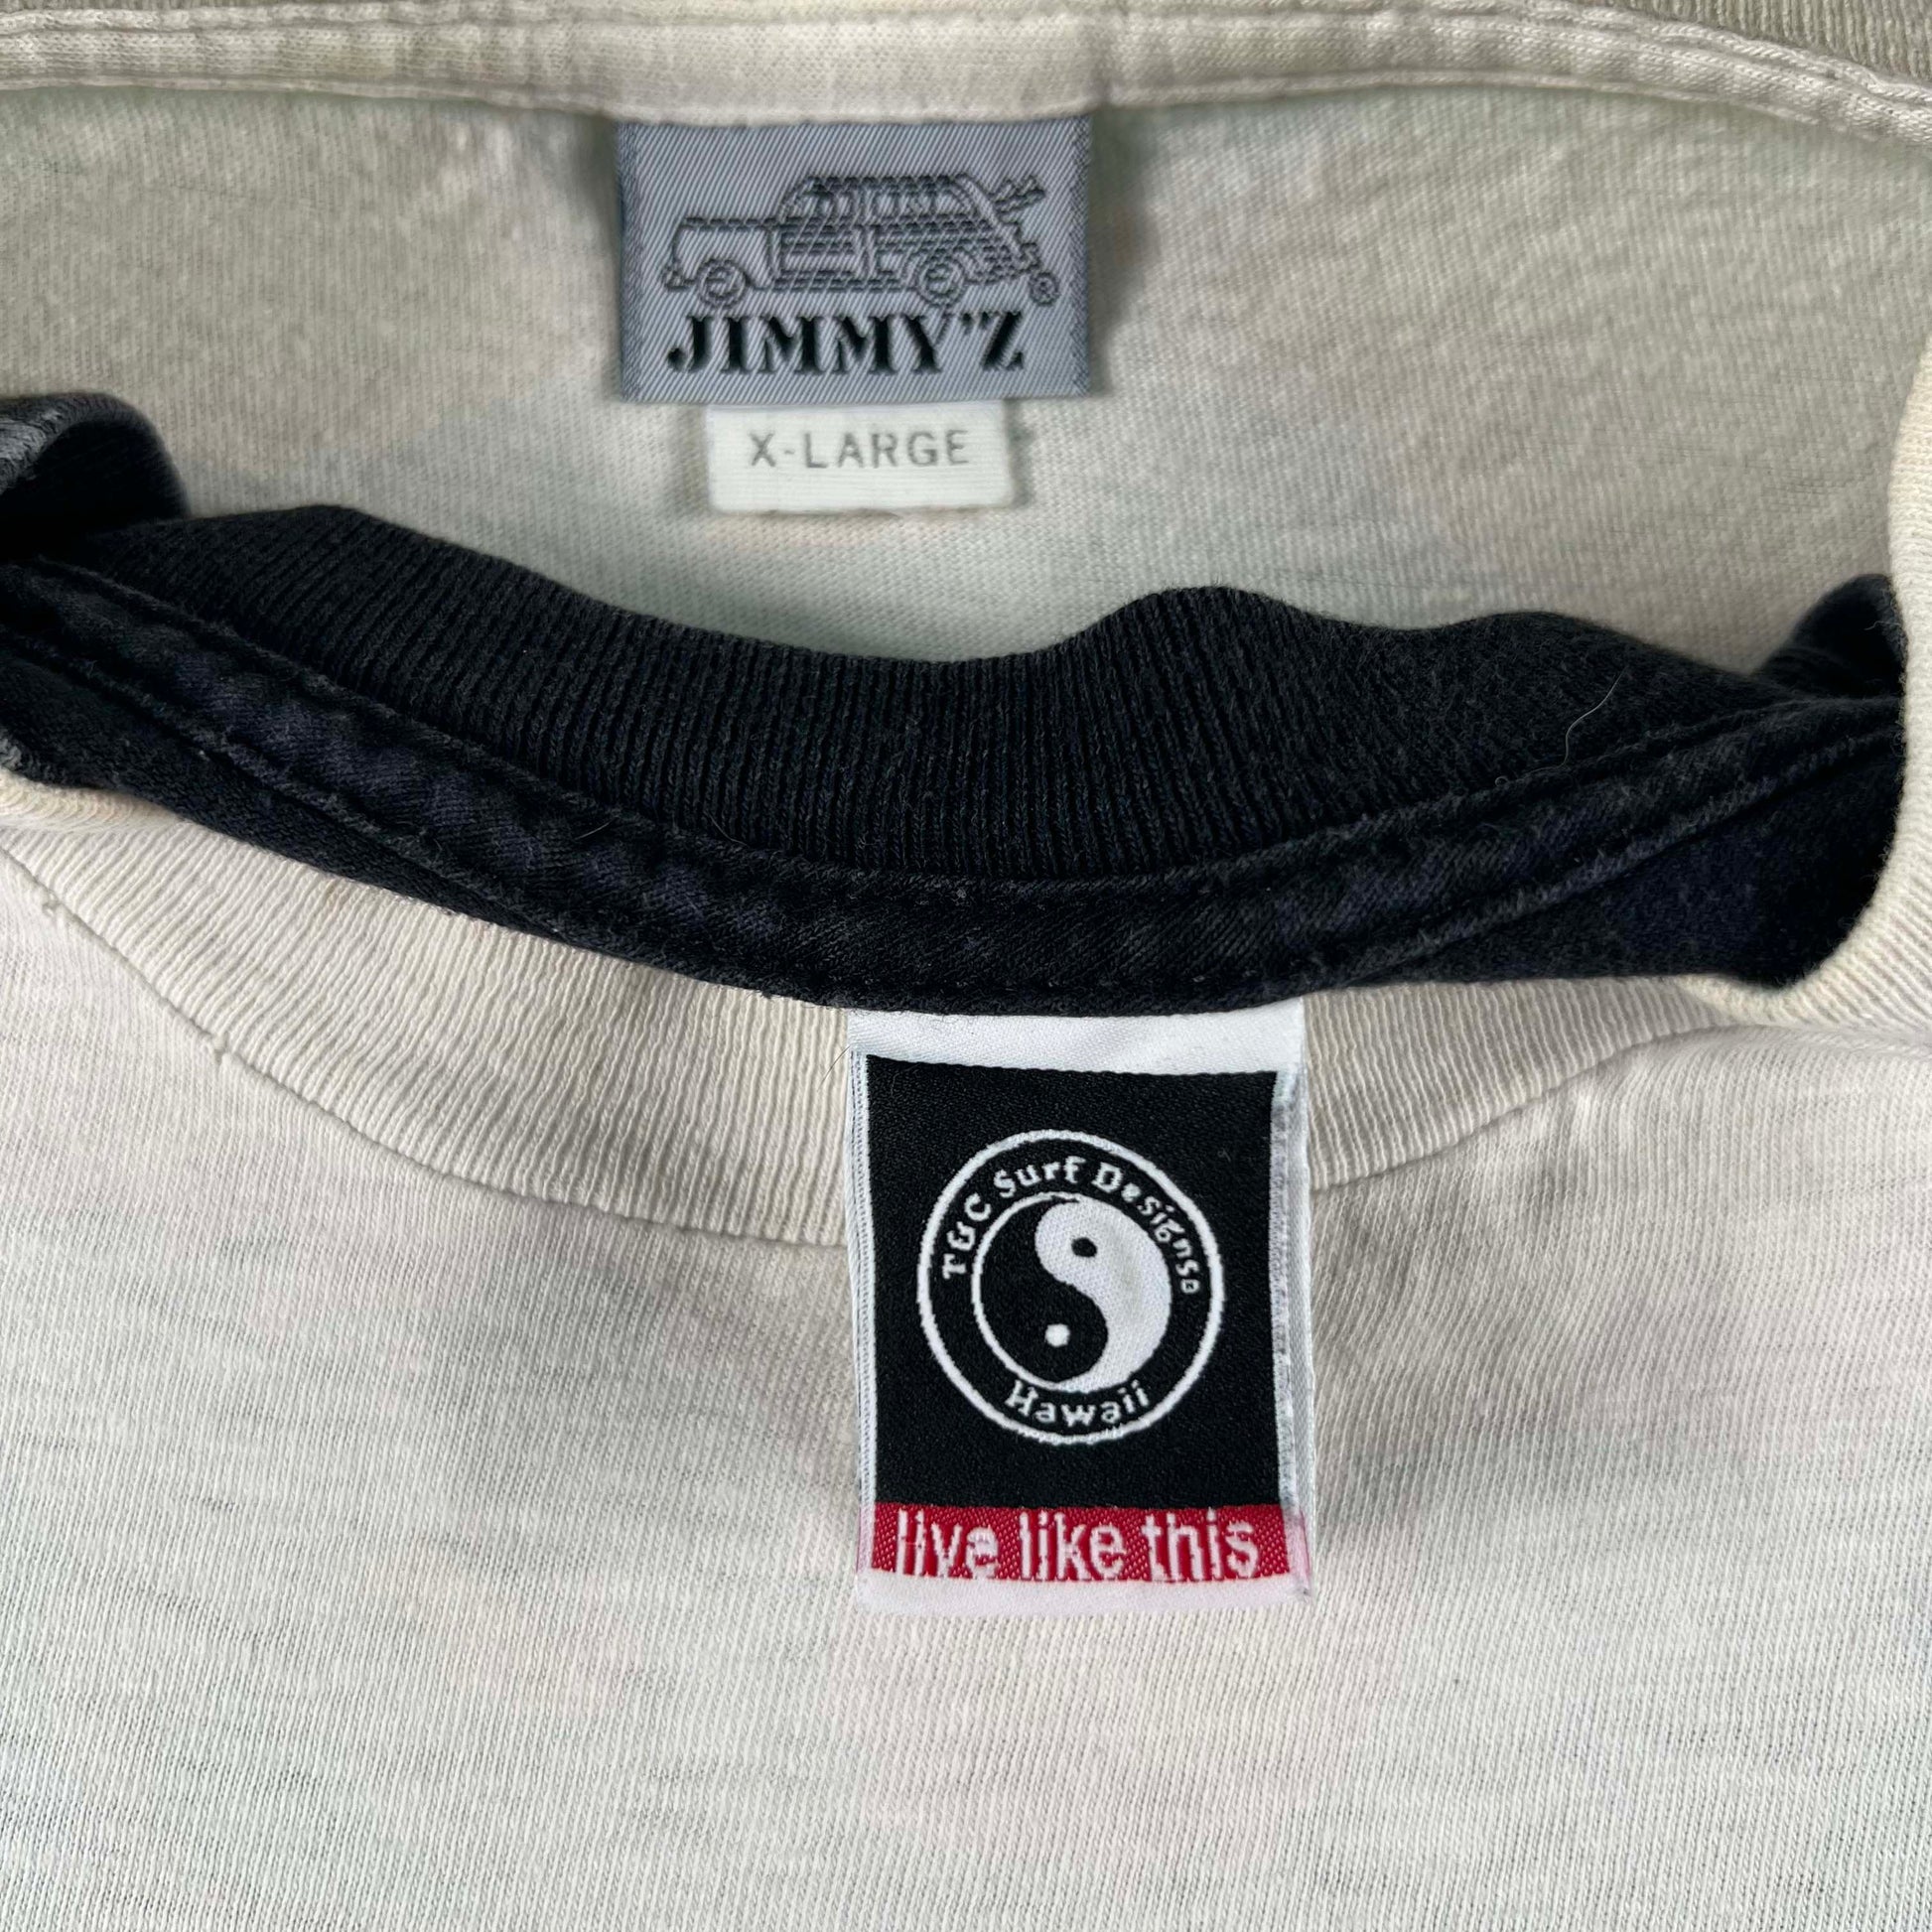 JIMMY'Z
X-LARGE
T&C Surf Designs®
Hawaii
live like this